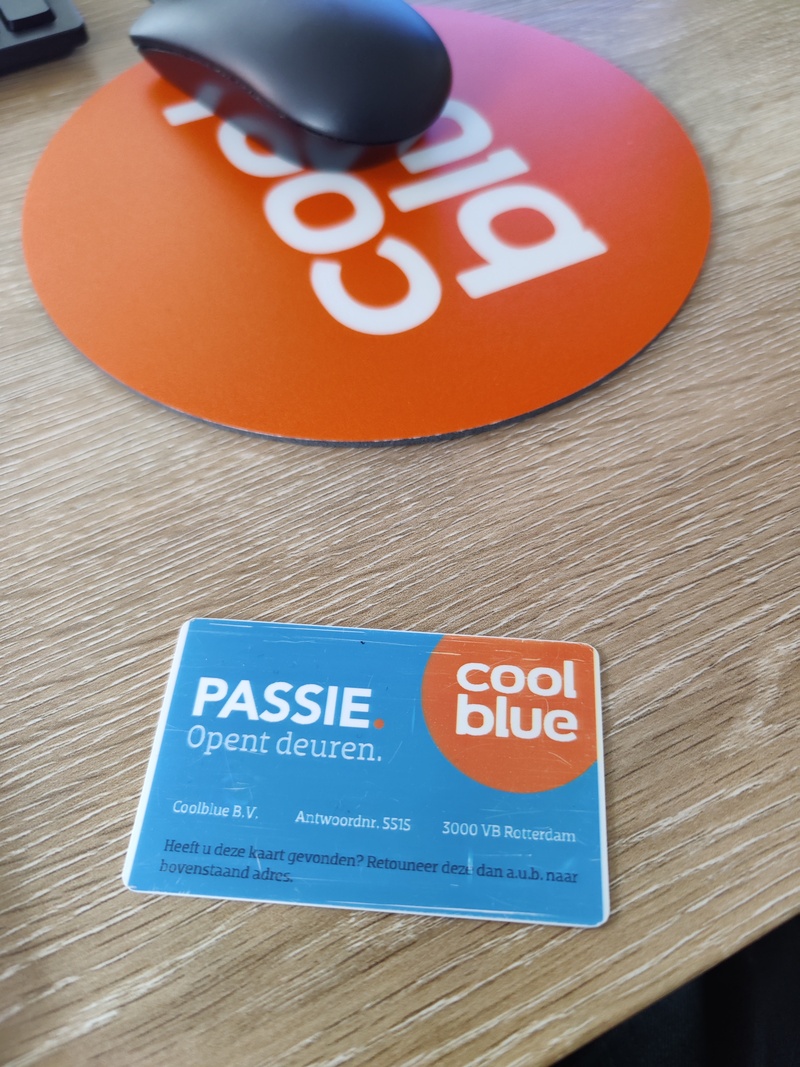 cool
bl
PASSIE.
Opent deuren.
cool
blue
Coolblue B.V. Antwoordnr. 5515 3000 VB Rotterdam
Heeft u deze kaart gevonden? Retouneer deze dan a.u.b. naar
bovenstaand adres.